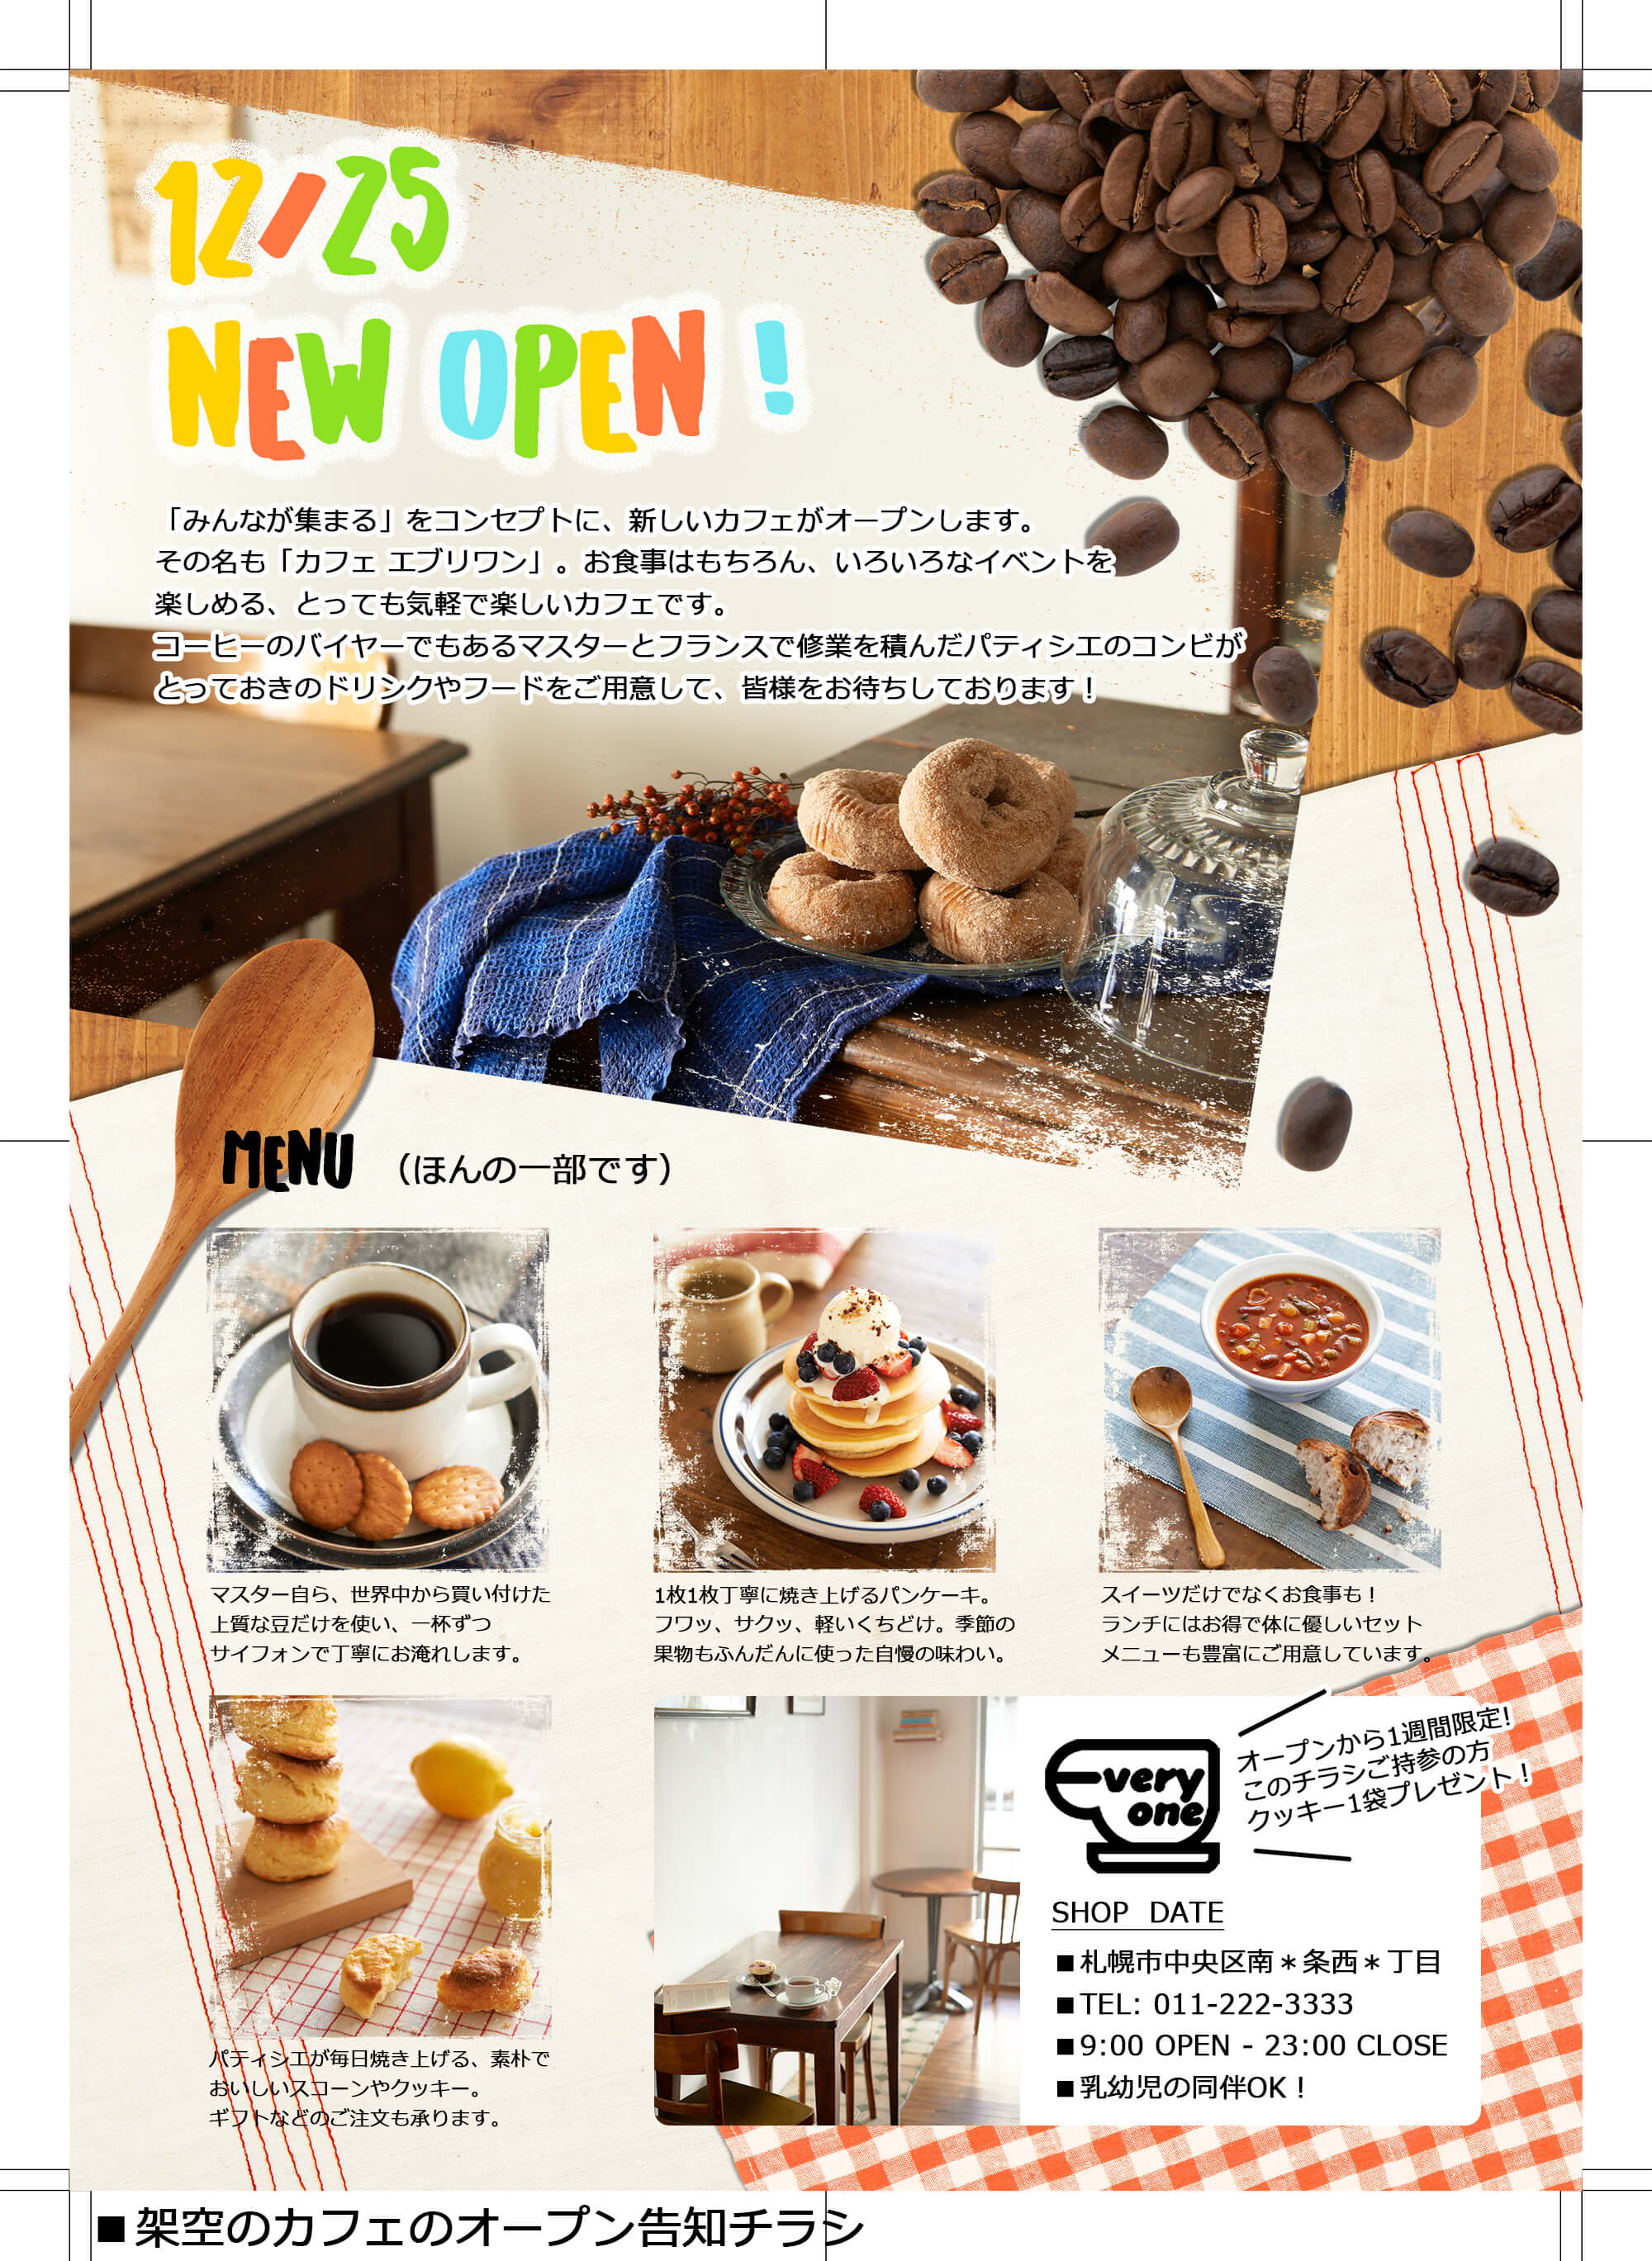 12/25
NEW OPEN！
「みんなが集まる」をコンセプトに、新しいカフェがオープンします。
その名も「カフェ エブリワン」。お食事はもちろん、いろいろなイベントを
楽しめる、とっても気軽で楽しいカフェです。
コーヒーのバイヤーでもあるマスターとフランスで修業を積んだパティシエのコンビが
とっておきのドリンクやフードをご用意して、皆様をお待ちしております！
MENU （ほんの一部です）
マスター自ら、世界中から買い付けた
上質な豆だけを使い、一杯ずつ
サイフォンで丁寧にお淹れします。
1枚1枚丁寧に焼き上げるパンケーキ。
フワッ、サクッ、軽いくちどけ。季節の
果物もふんだんに使った自慢の味わい。
スイーツだけでなくお食事も！
ランチにはお得で体に優しいセット
メニューも豊富にご用意しています。
パティシエが毎日焼き上げる、素朴で
おいしいスコーンやクッキー。
ギフトなどのご注文も承ります。
every
one
オープンから1週間限定!
このチラシご持参の方
クッキー1袋プレゼント！
SHOP DATE
■札幌市中央区南＊条西＊丁目
■TEL: 011-222-3333
■9:00 OPEN - 23:00 CLOSE
■乳幼児の同伴OK！
■架空のカフェのオープン告知チラシ